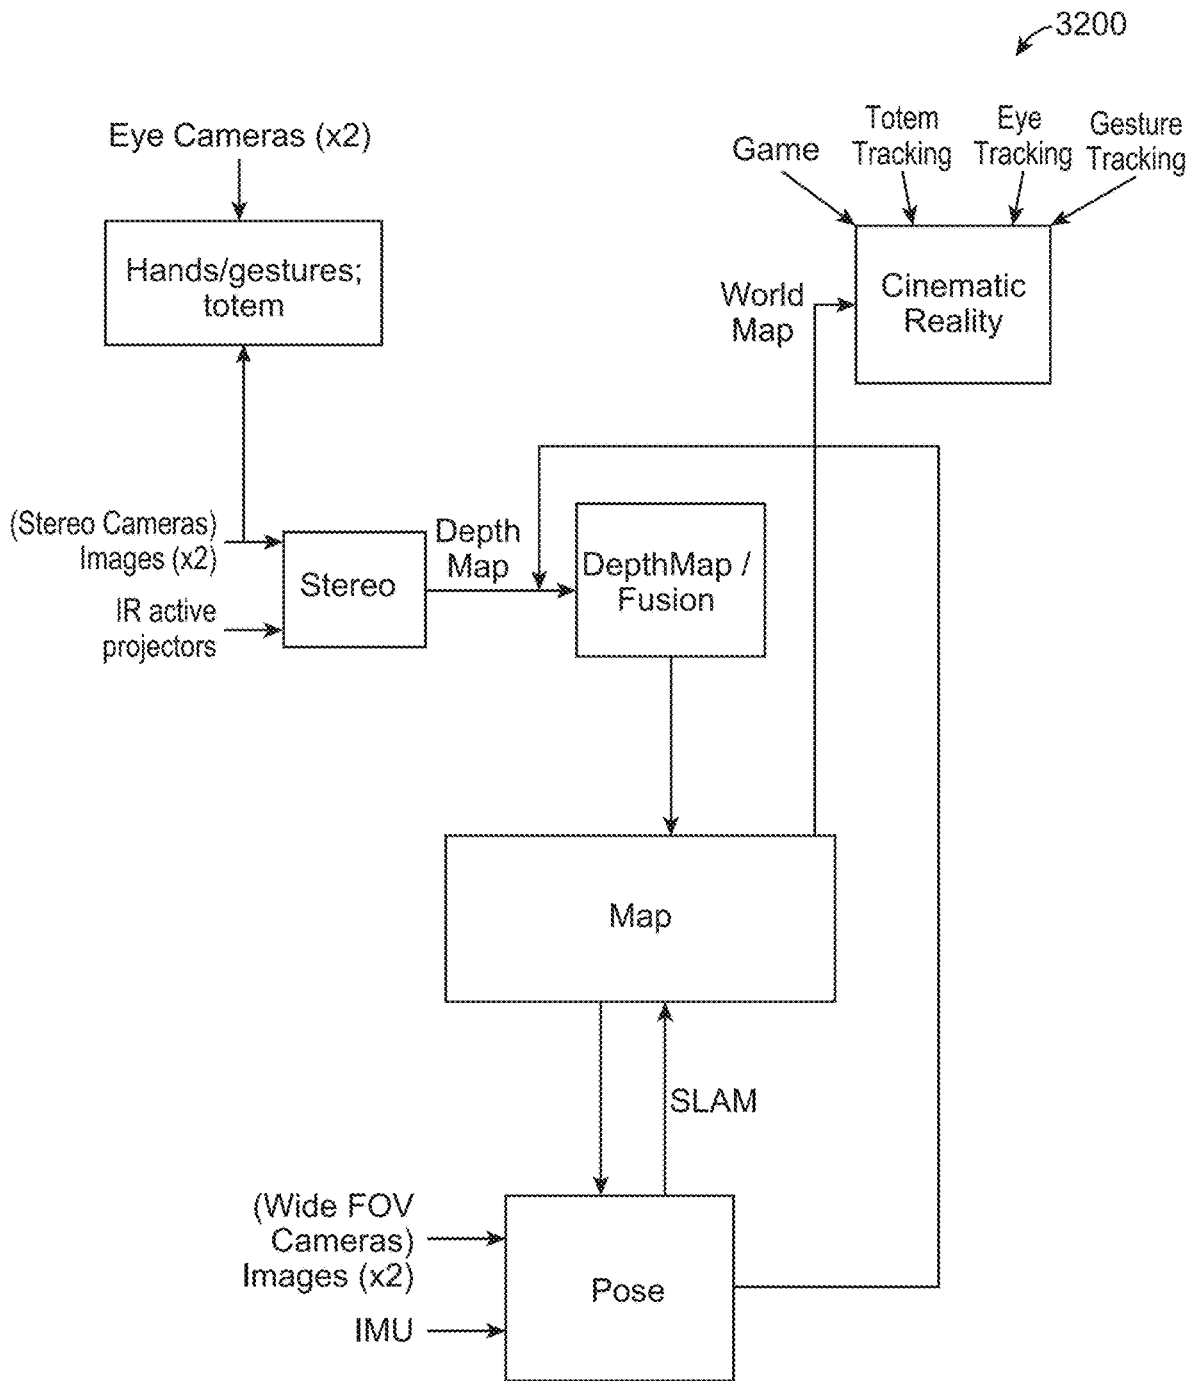 3200
Eye Cameras (x2)
Hands/gestures;
totem
Game
Totem
Tracking
Eye
Tracking
Gesture
Tracking
World
Map
Cinematic
Reality
(Stereo Cameras)
Images (x2)
IR active
projectors
Stereo
Depth
Map
DepthMap /
Fusion
Map
SLAM
(Wide FOV
Cameras)
Images (x2)
IMU
Pose